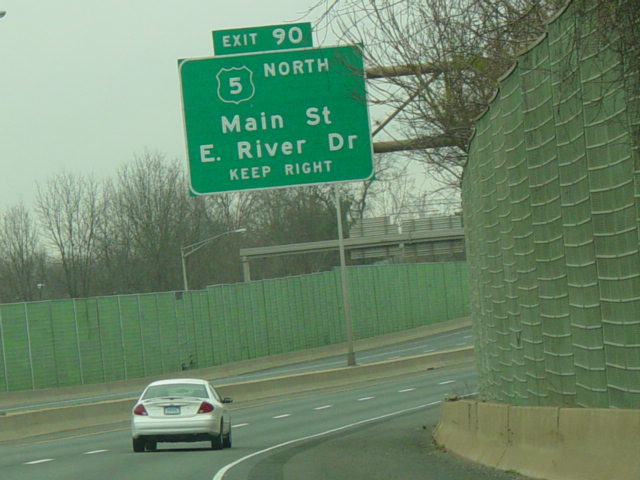 EXIT 90
5 NORTH
Main St
E. River Dr
KEEP RIGHT